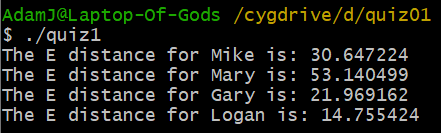 AdamJ@Laptop-Of-Gods /cygdrive/d/quiz01
$ ./quiz1
The E distance for Mike is: 30.647224
The E distance for Mary is: 53.140499
The E distance for Gary is: 21.969162
The E distance for Logan is: 14.755424